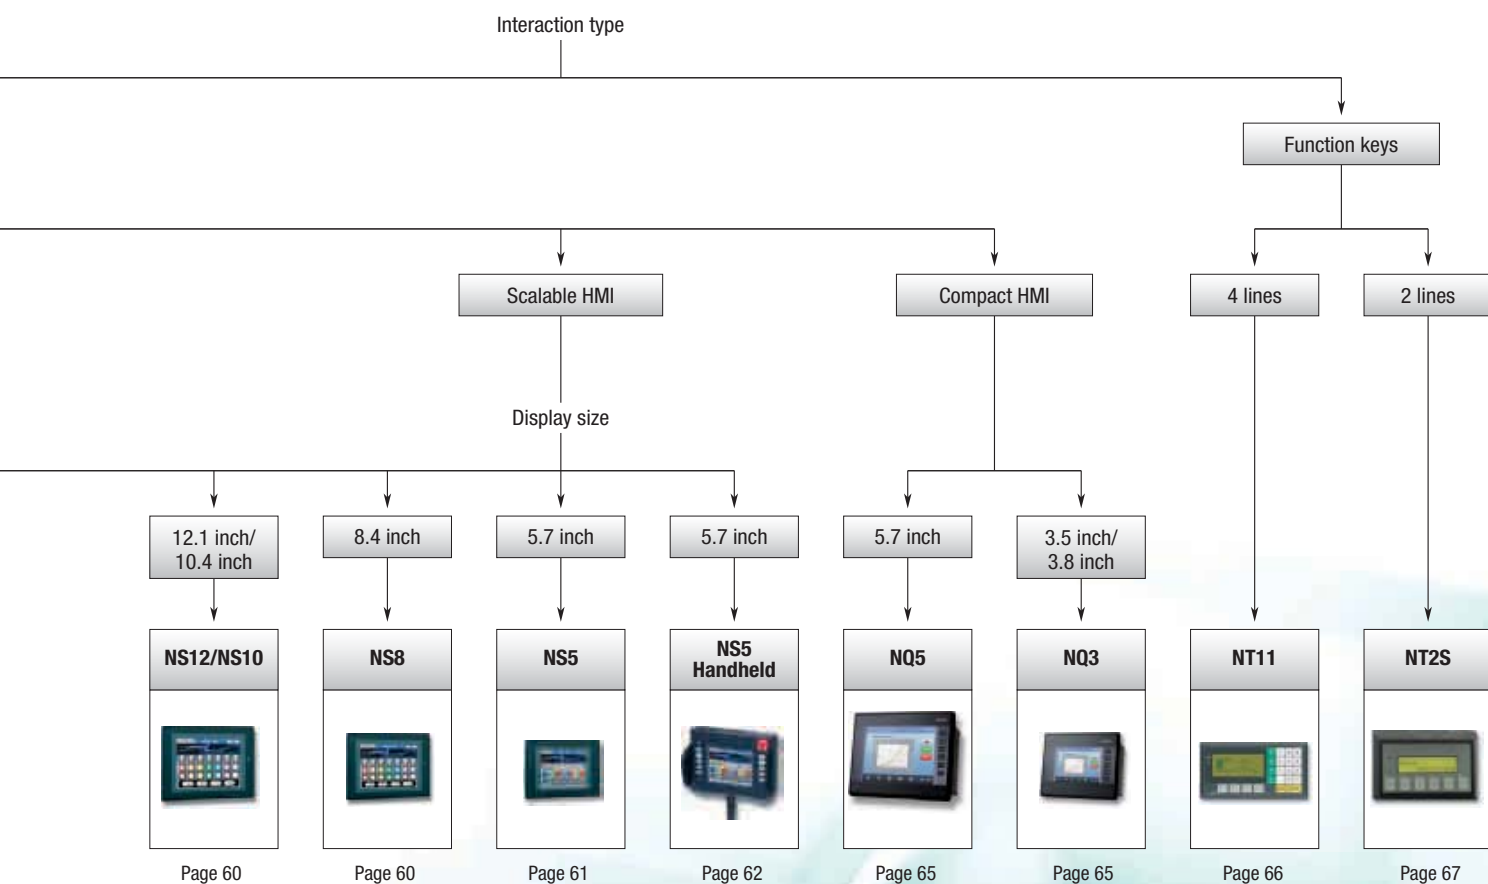 Interaction type
Function keys
Scalable HMI
Compact HMI
4 lines
2 lines
Display size
12.1 inch/
10.4 inch
8.4 inch
5.7 inch
5.7 inch
5.7 inch
3.5 inch/
3.8 inch
NS12/NS10
NS8
NS5
NS5
Handheld
NQ5
NQ3
NT11
NT2S
Page 60
Page 60
Page 61
Page 62
Page 65
Page 65
Page 66
Page 67